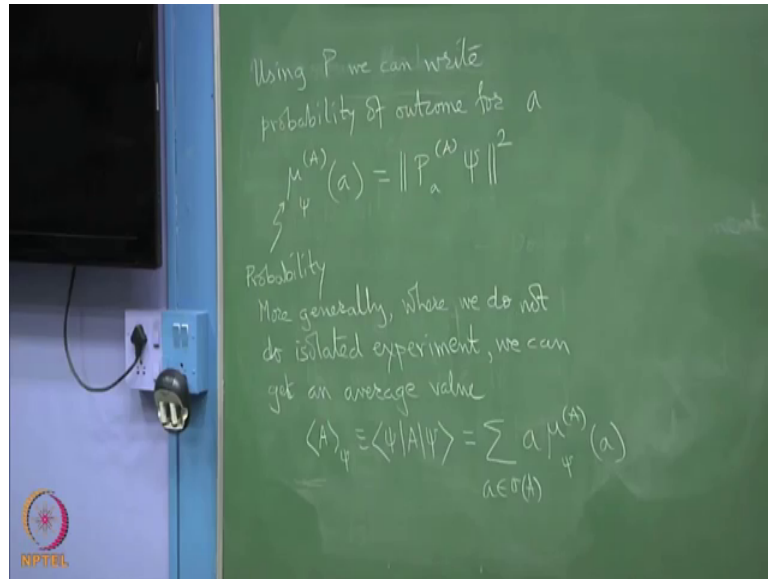 Using P we can write
probability of outcome for a
μ_ψ^(A)(a) = ‖P_a^(A) ψ‖²
Probability
More generally, where we do not
do isolated experiment, we can
get an average value
⟨A⟩_ψ ≡ ⟨ψ|A|ψ⟩ = Σ_{a∈σ(A)} a μ_ψ^(A)(a)
NPTEL